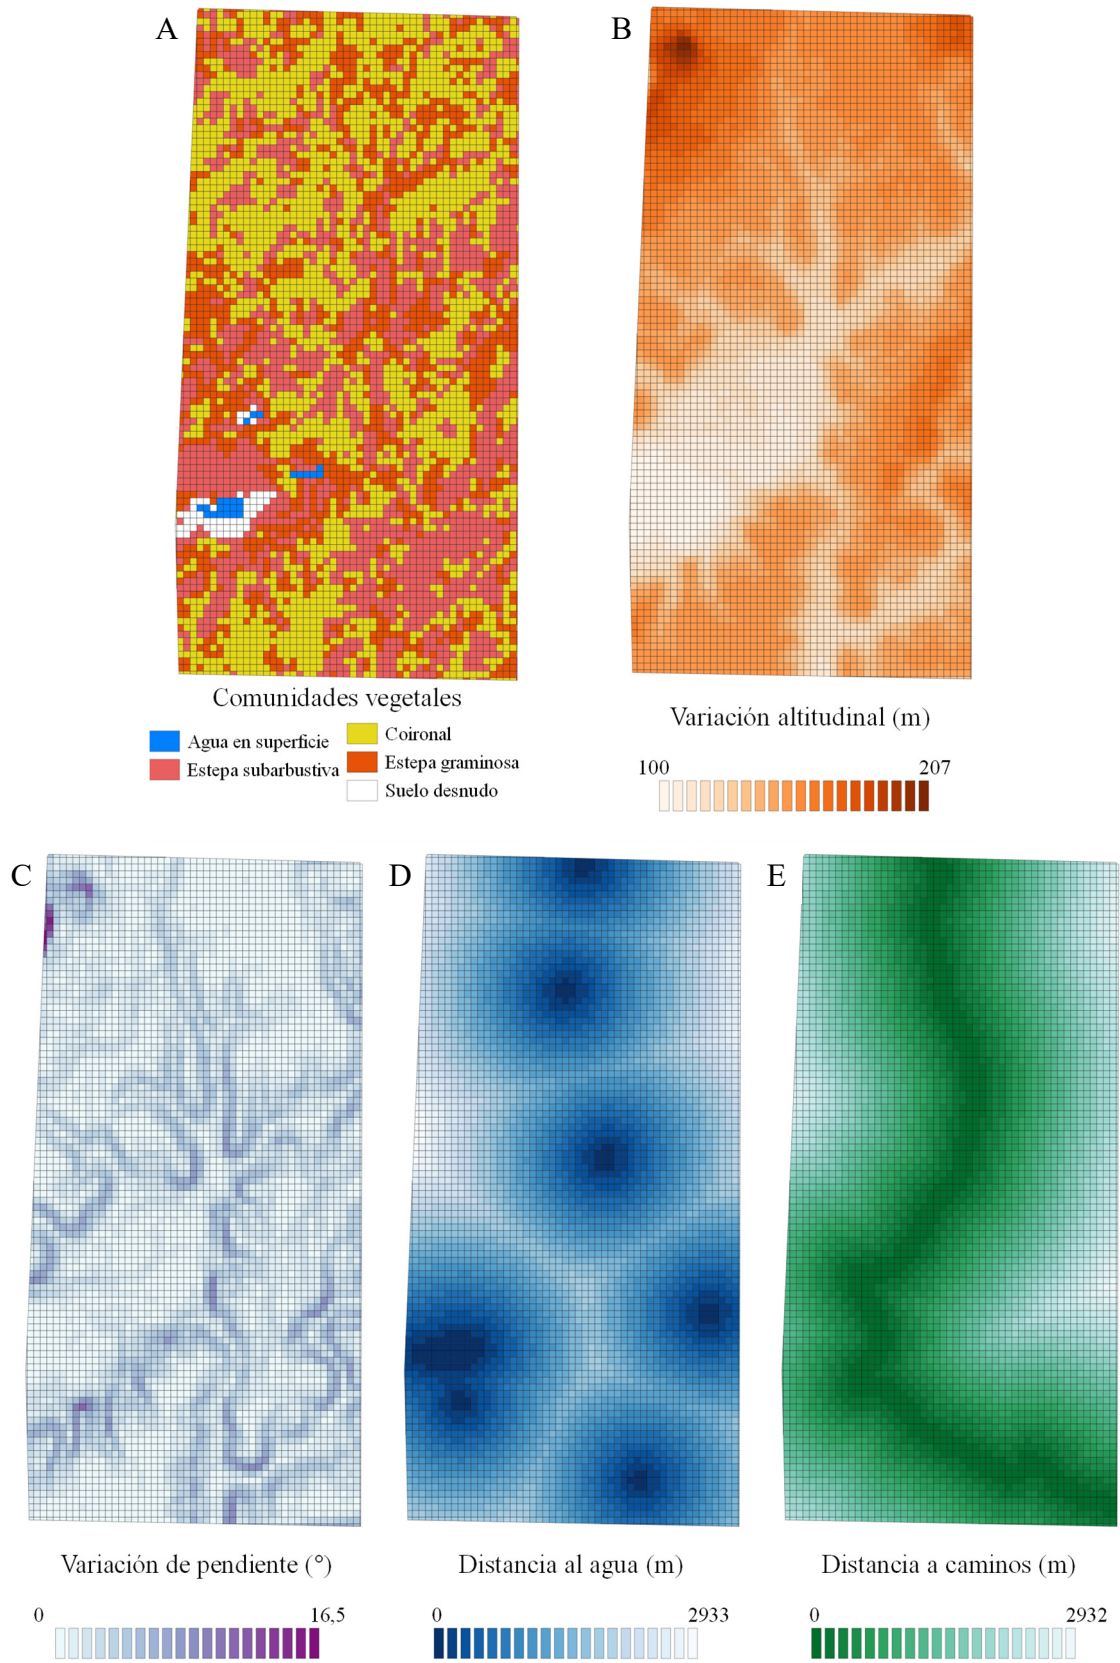 A
B
Comunidades vegetales
Agua en superficie
Coironal
Estepa subarbustiva
Estepa graminosa
Suelo desnudo
Variación altitudinal (m)
100
207
C
D
E
Variación de pendiente (°)
0
16,5
Distancia al agua (m)
0
2933
Distancia a caminos (m)
0
2932